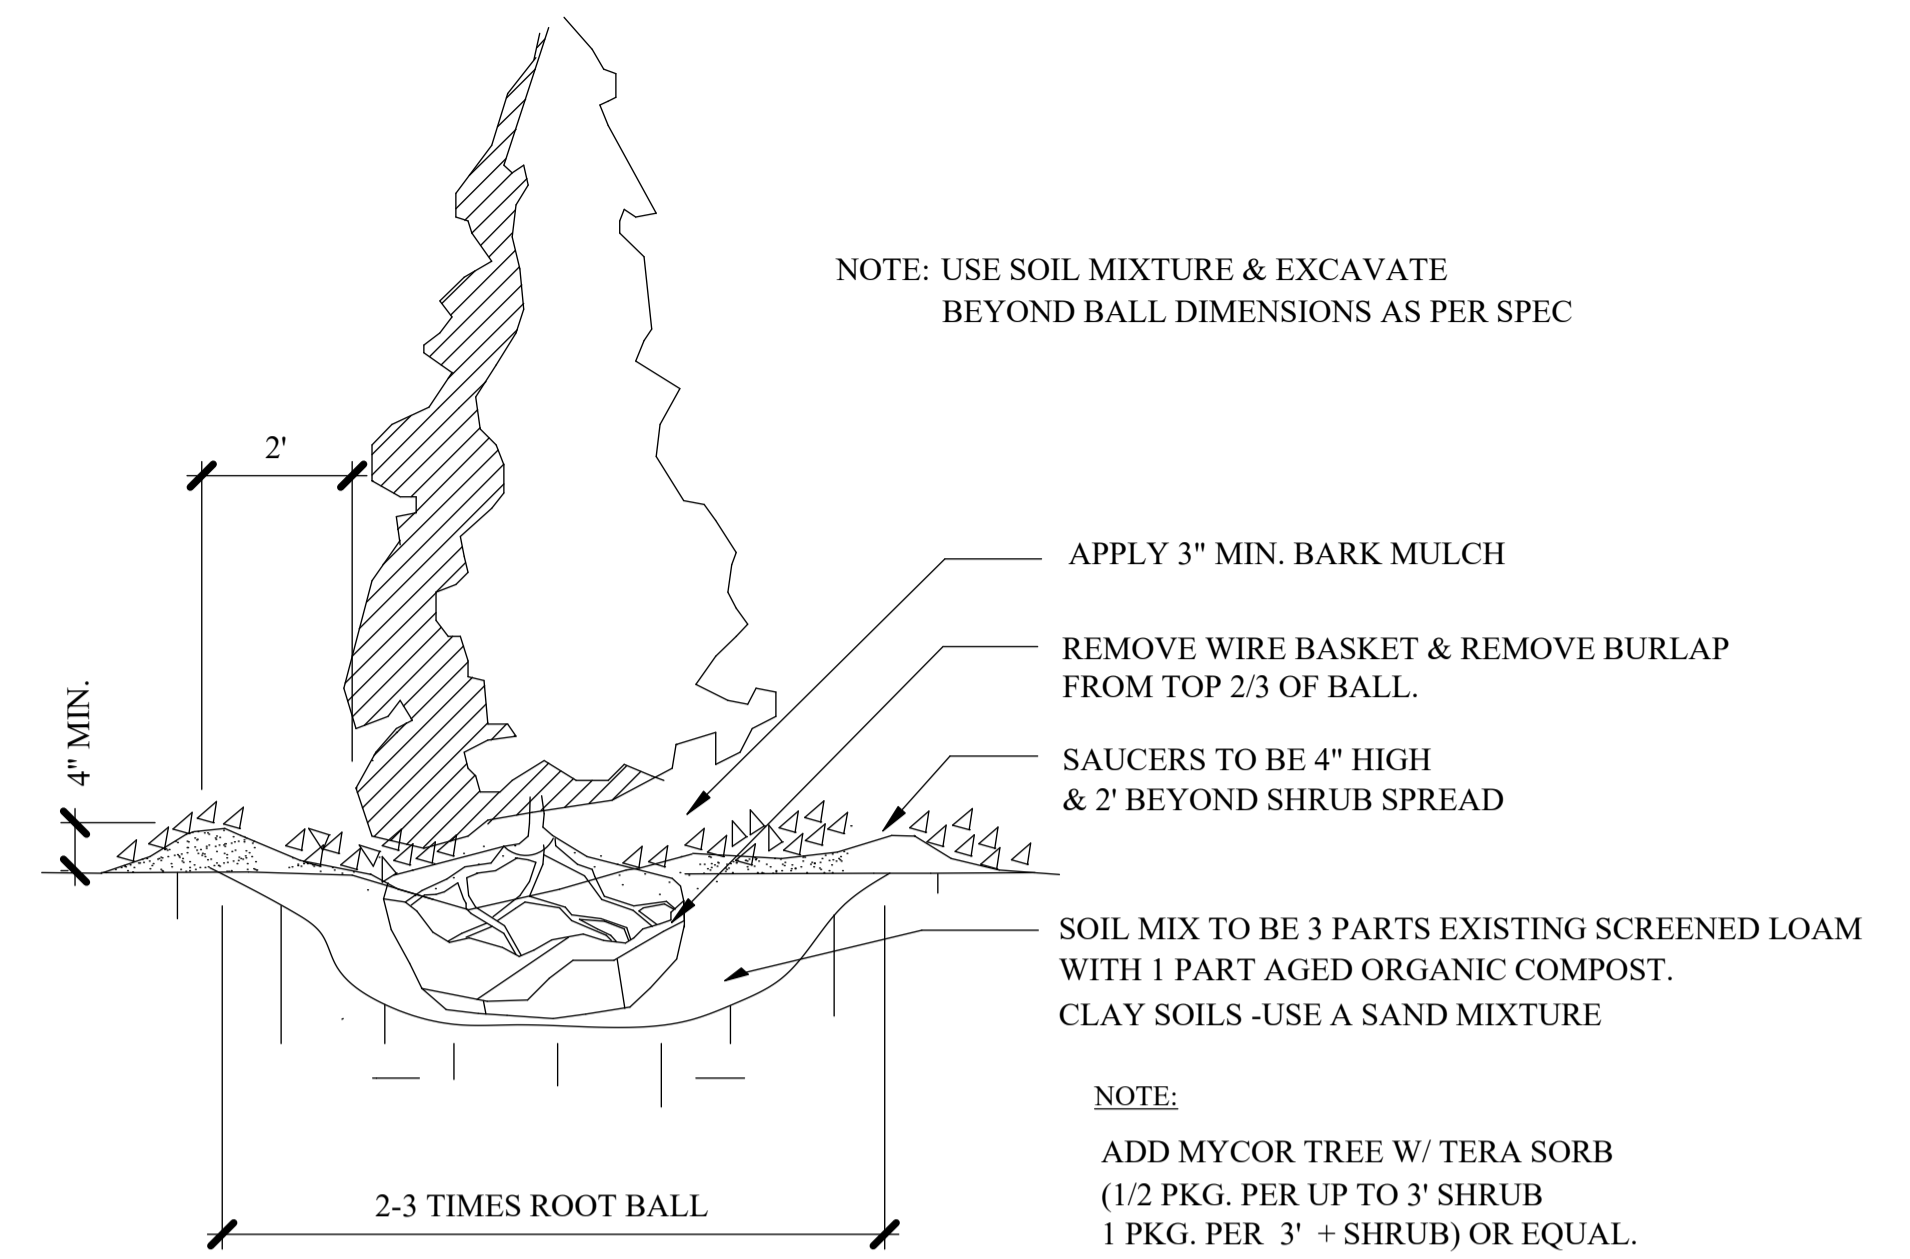 NOTE: USE SOIL MIXTURE & EXCAVATE
BEYOND BALL DIMENSIONS AS PER SPEC
2'
APPLY 3" MIN. BARK MULCH
REMOVE WIRE BASKET & REMOVE BURLAP
FROM TOP 2/3 OF BALL.
4" MIN.
SAUCERS TO BE 4" HIGH
& 2' BEYOND SHRUB SPREAD
SOIL MIX TO BE 3 PARTS EXISTING SCREENED LOAM
WITH 1 PART AGED ORGANIC COMPOST.
CLAY SOILS -USE A SAND MIXTURE
NOTE:
ADD MYCOR TREE W/ TERA SORB
(1/2 PKG. PER UP TO 3' SHRUB
1 PKG. PER 3' + SHRUB) OR EQUAL.
2-3 TIMES ROOT BALL